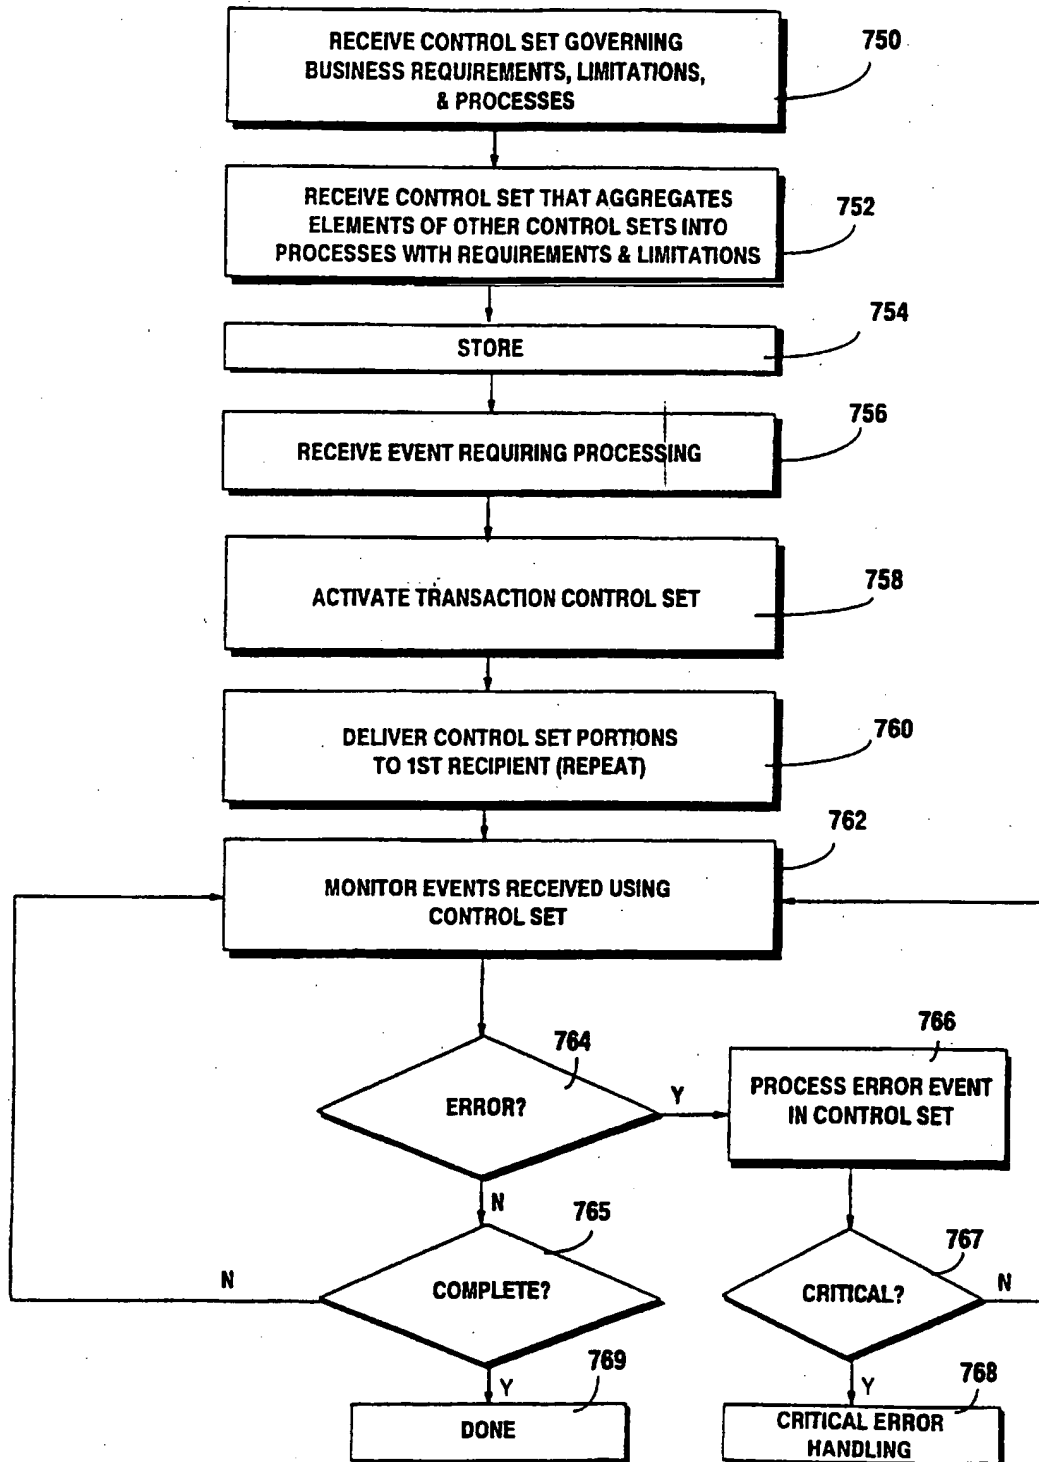 RECEIVE CONTROL SET GOVERNING
BUSINESS REQUIREMENTS, LIMITATIONS,
& PROCESSES
750
RECEIVE CONTROL SET THAT AGGREGATES
ELEMENTS OF OTHER CONTROL SETS INTO
PROCESSES WITH REQUIREMENTS & LIMITATIONS
752
STORE
754
RECEIVE EVENT REQUIRING PROCESSING
756
ACTIVATE TRANSACTION CONTROL SET
758
DELIVER CONTROL SET PORTIONS
TO 1ST RECIPIENT (REPEAT)
760
MONITOR EVENTS RECEIVED USING
CONTROL SET
762
ERROR?
764
Y
PROCESS ERROR EVENT
IN CONTROL SET
766
N
COMPLETE?
765
N
CRITICAL?
767
N
Y
DONE
769
Y
CRITICAL ERROR
HANDLING
768